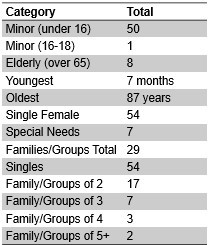 Category Total
Minor (under 16) 50
Minor (16-18) 1
Elderly (over 65) 8
Youngest 7 months
Oldest 87 years
Single Female 54
Special Needs 7
Families/Groups Total 29
Singles 54
Family/Groups of 2 17
Family/Groups of 3 7
Family/Groups of 4 3
Family/Groups of 5+ 2